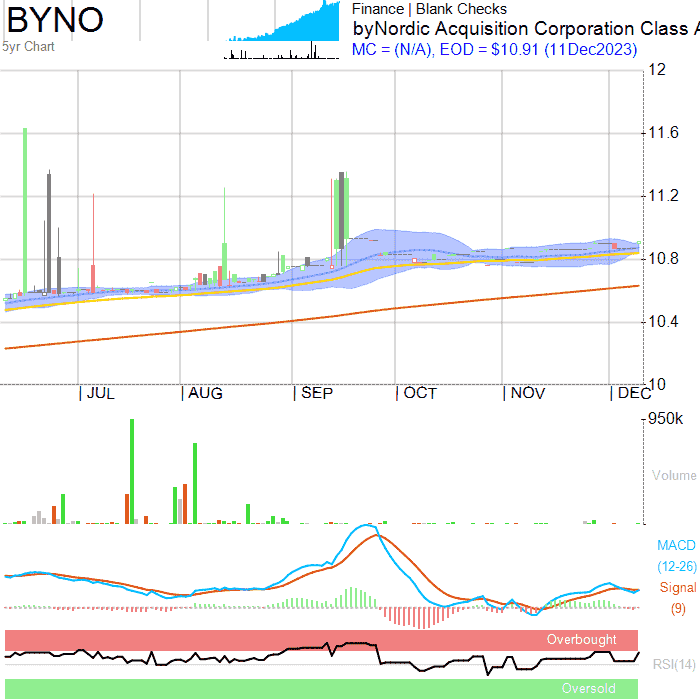 BYNO
5yr Chart
Finance | Blank Checks
byNordic Acquisition Corporation Class A
MC = (N/A), EOD = $10.91 (11Dec2023)
12
11.6
11.2
10.8
10.4
10
| JUL
| AUG
| SEP
| OCT
| NOV
| DEC
950k
Volume
MACD
(12-26)
Signal
(9)
Overbought
RSI(14)
Oversold